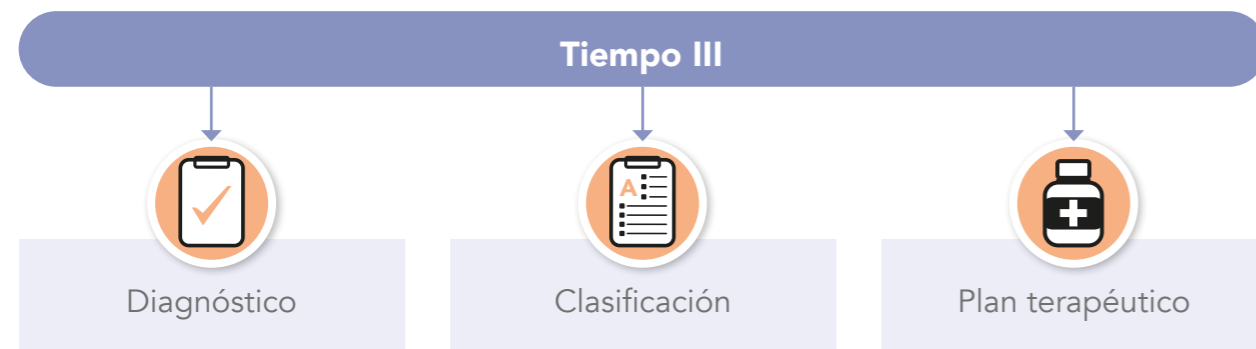 Tiempo III
A
Diagnóstico
Clasificación
Plan terapéutico